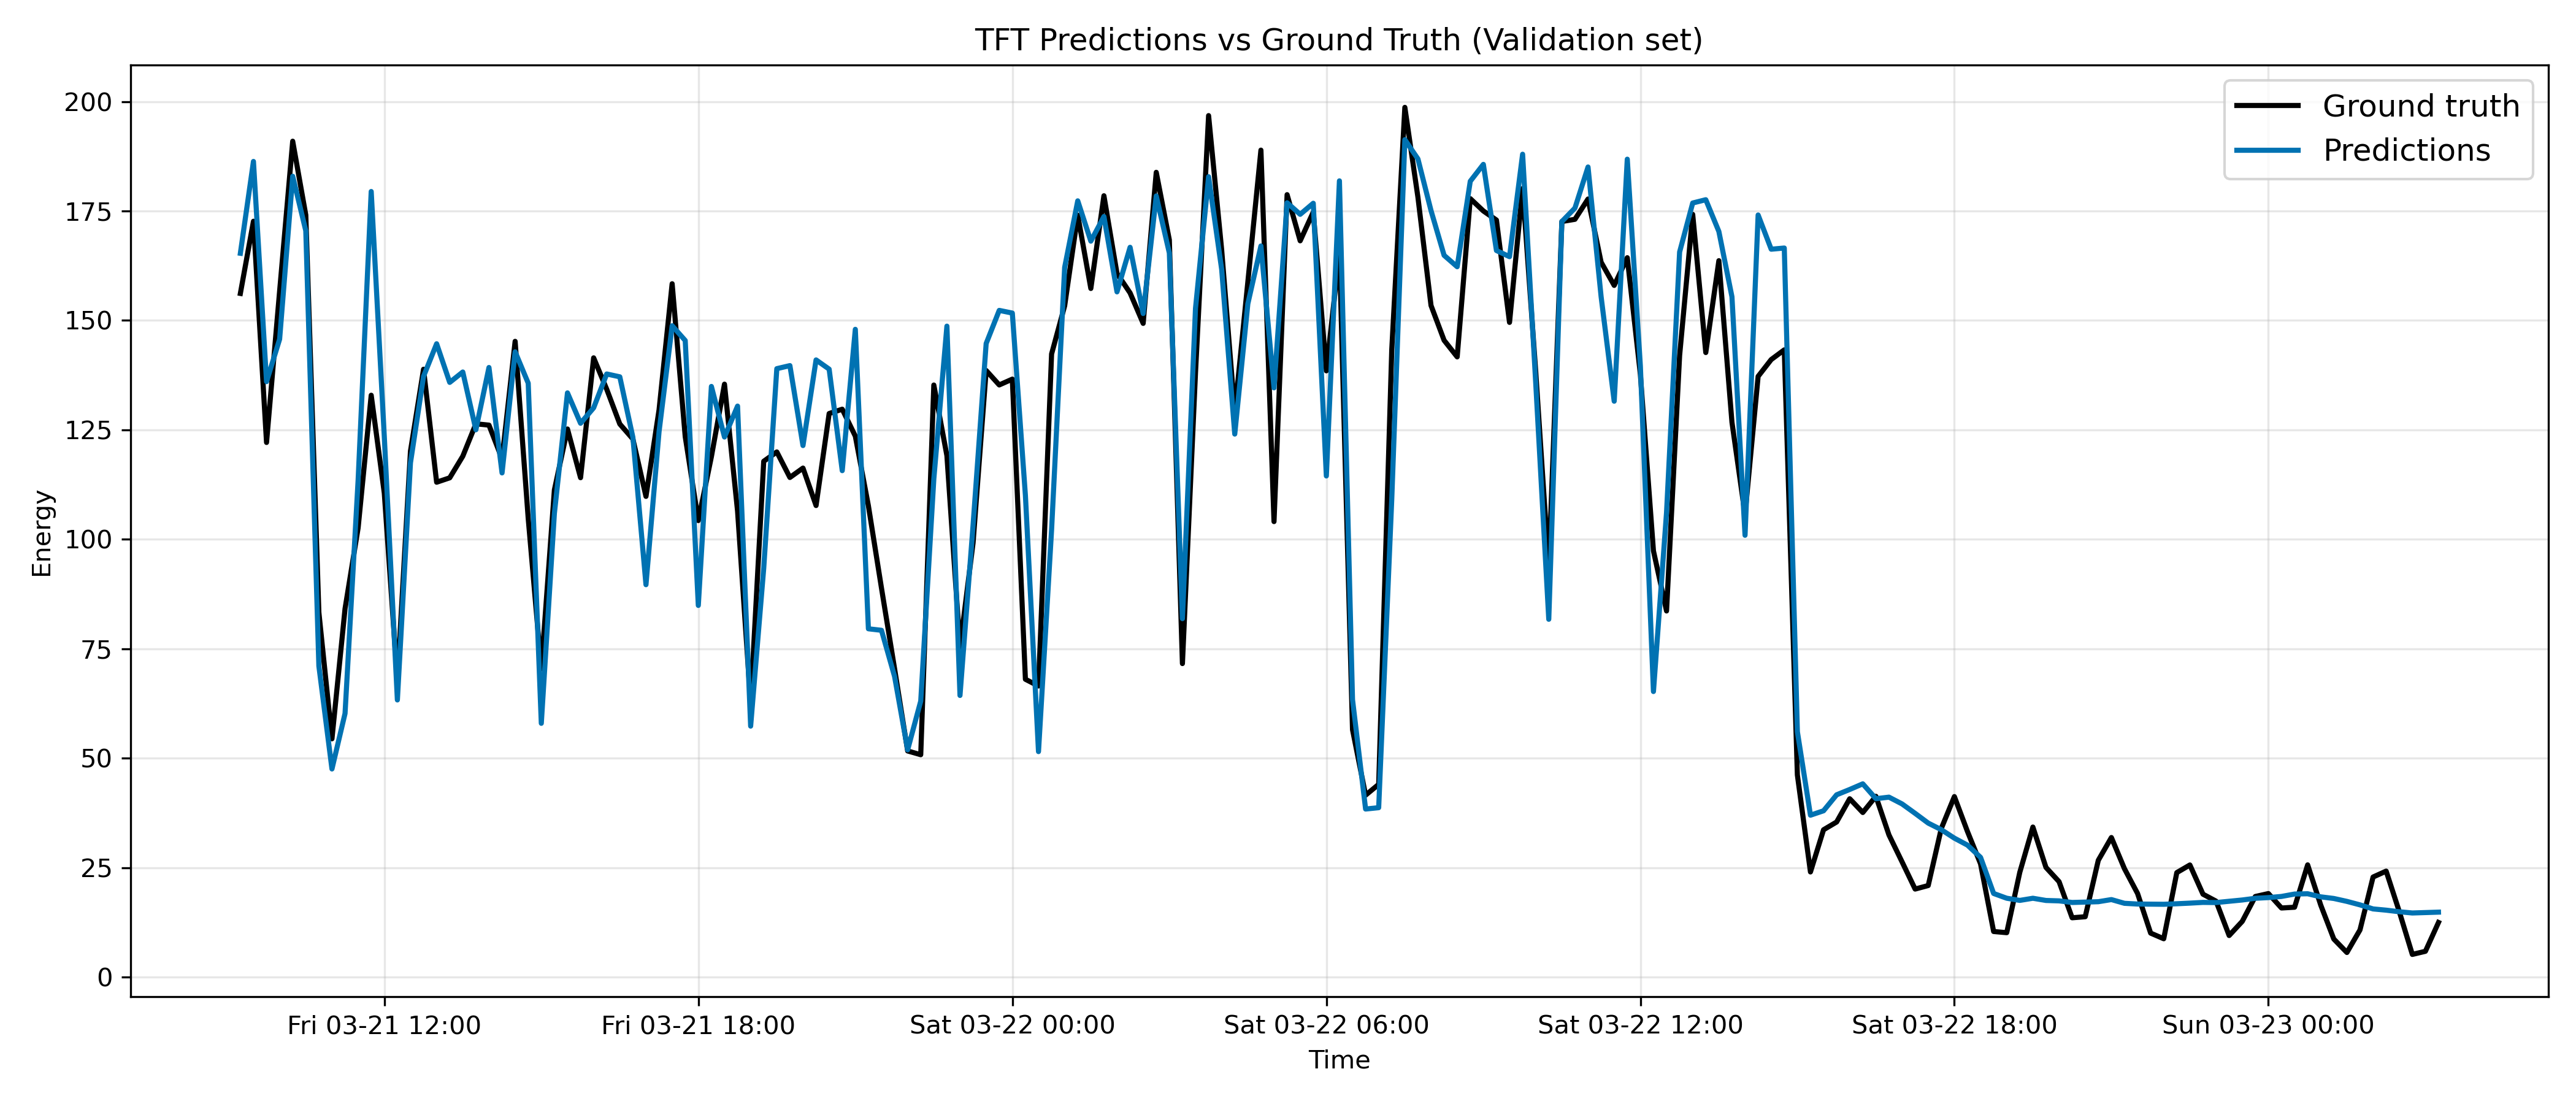 TFT Predictions vs Ground Truth (Validation set)
Ground truth
Predictions
Energy
200
175
150
125
100
75
50
25
0
Fri 03-21 12:00
Fri 03-21 18:00
Sat 03-22 00:00
Sat 03-22 06:00
Sat 03-22 12:00
Sat 03-22 18:00
Sun 03-23 00:00
Time